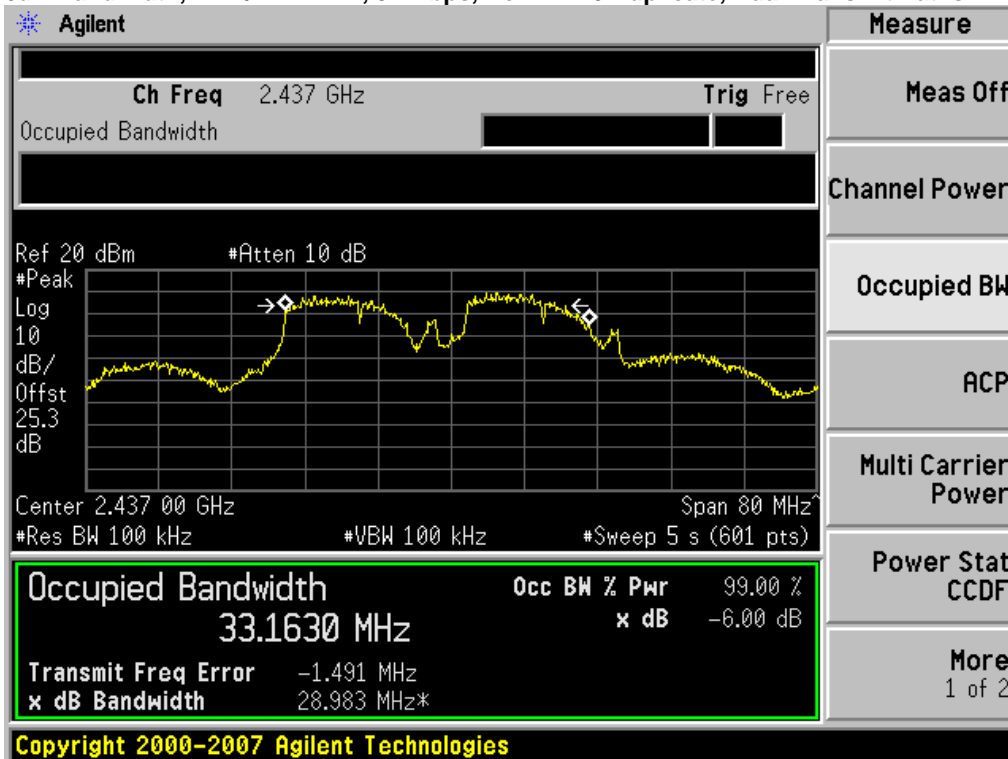 Agilent
Measure
Ch Freq 2.437 GHz Trig Free
Meas Off
Occupied Bandwidth
Channel Power
Ref 20 dBm #Atten 10 dB
#Peak
Log
10
dB/
Offst
25.3
dB
Occupied BW
ACP
Multi Carrier
Power
Center 2.437 00 GHz Span 80 MHz^
#Res BW 100 kHz #VBW 100 kHz #Sweep 5 s (601 pts)
Power Stat
CCDF
Occupied Bandwidth Occ BW % Pwr 99.00 %
33.1630 MHz x dB -6.00 dB
Transmit Freq Error -1.491 MHz
x dB Bandwidth 28.983 MHz*
More
1 of 2
Copyright 2000-2007 Agilent Technologies